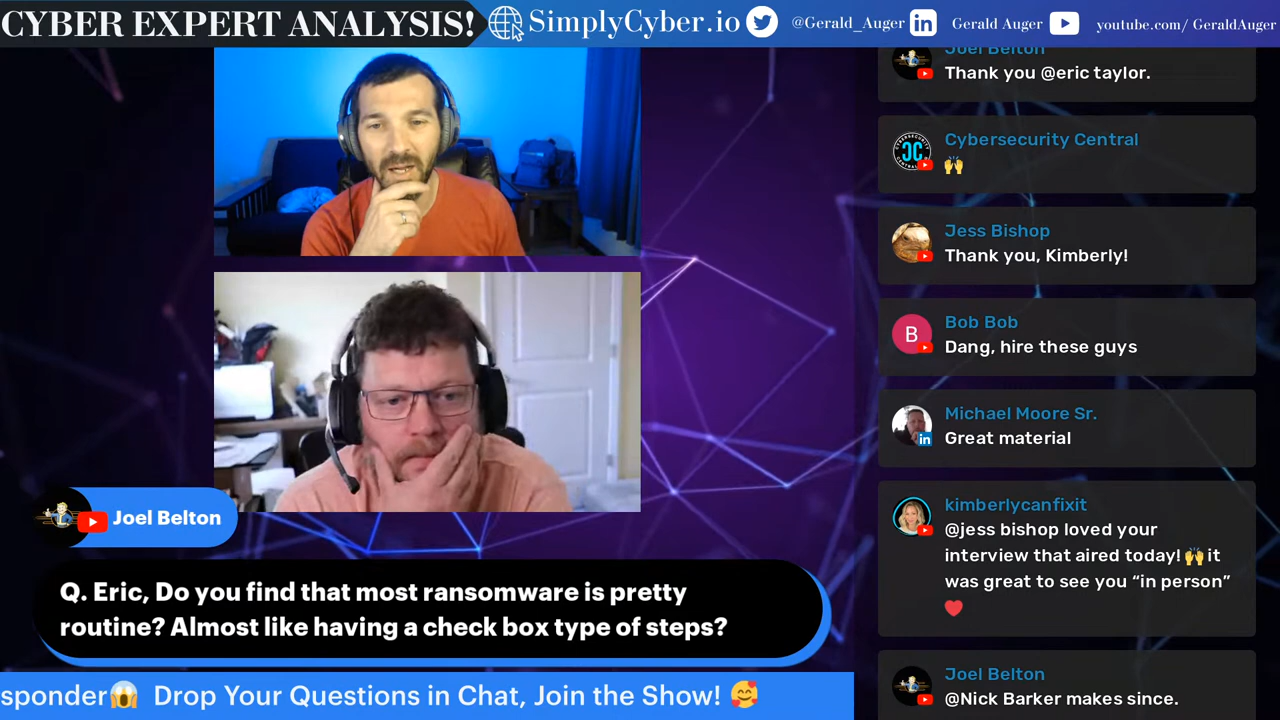 CYBER EXPERT ANALYSIS!
SimplyCyber.io
@Gerald_Auger
Gerald Auger
youtube.com/ GeraldAuger
Joel Belton
Thank you @eric taylor.
Cybersecurity Central
🙌
Jess Bishop
Thank you, Kimberly!
B
Bob Bob
Dang, hire these guys
Michael Moore Sr.
Great material
kimberlycanfixit
@jess bishop loved your
interview that aired today! 🙌 it
was great to see you “in person”
❤️
Joel Belton
@Nick Barker makes since.
Joel Belton
Q. Eric, Do you find that most ransomware is pretty
routine? Almost like having a check box type of steps?
sponder😱 Drop Your Questions in Chat, Join the Show! 🥰